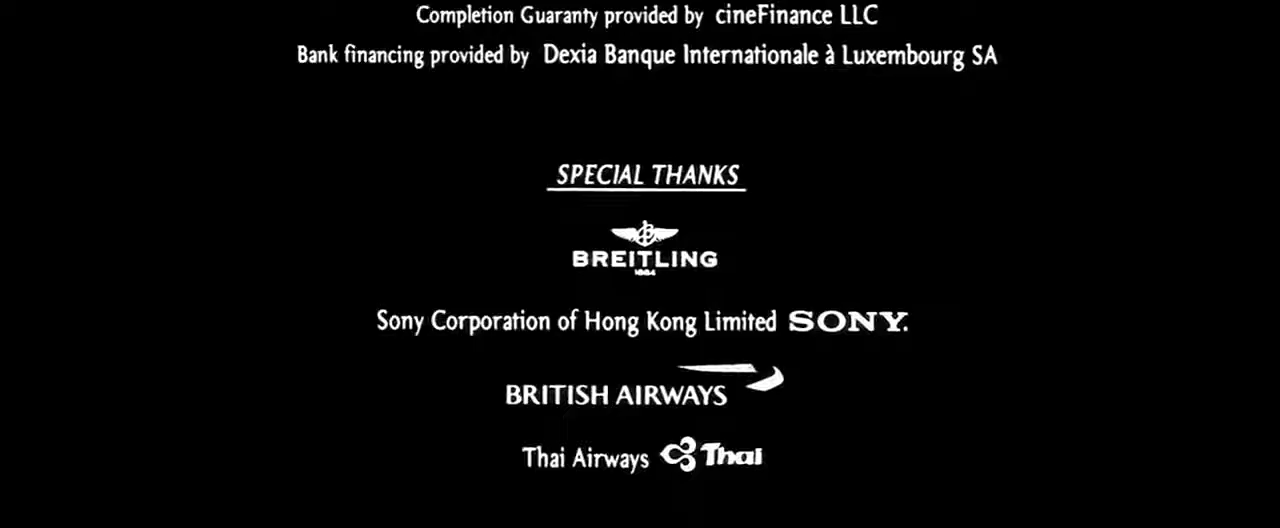 Completion Guaranty provided by cineFinance LLC
Bank financing provided by Dexia Banque Internationale à Luxembourg SA
SPECIAL THANKS
BREITLING
1884
Sony Corporation of Hong Kong Limited SONY.
BRITISH AIRWAYS
Thai Airways Thai